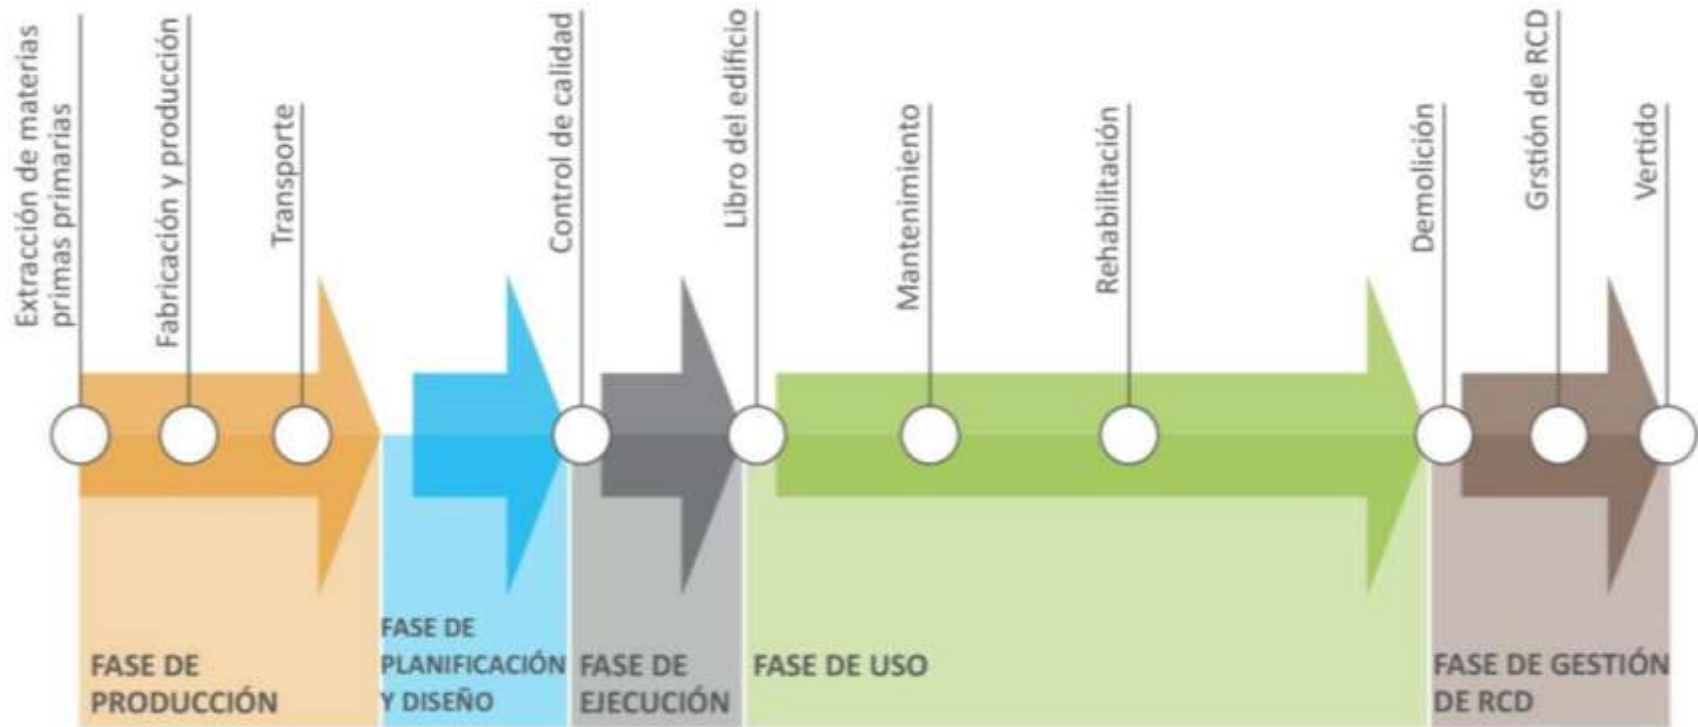 Extracción de materias
primas primarias
Fabricación y producción
Transporte
Control de calidad
Libro del edificio
Mantenimiento
Rehabilitación
Demolición
Grstión de RCD
Vertido
FASE DE
PRODUCCIÓN
FASE DE
PLANIFICACIÓN
Y DISEÑO
FASE DE
EJECUCIÓN
FASE DE USO
FASE DE GESTIÓN
DE RCD